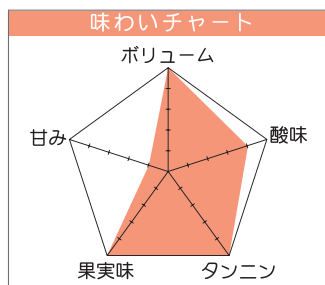 味わいチャート
ボリューム
甘み
酸味
果実味
タンニン